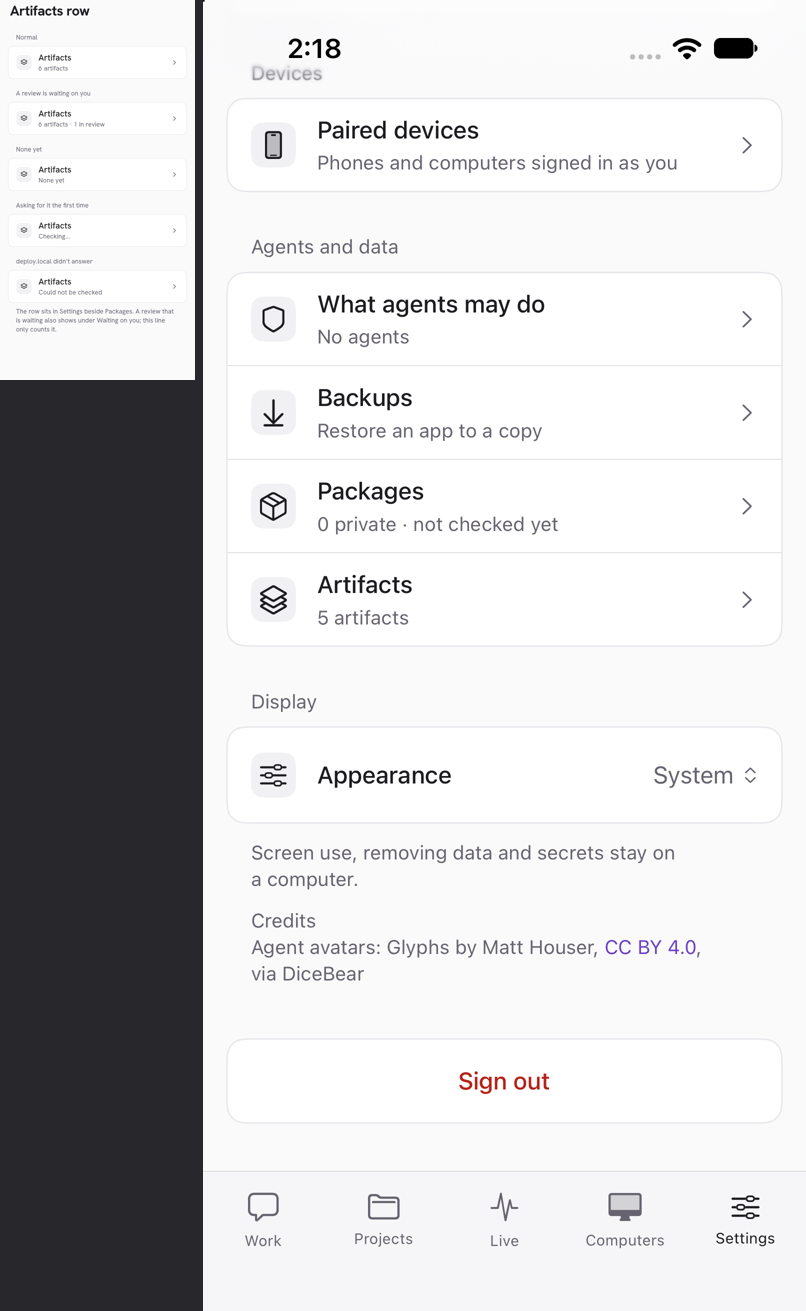 Artifacts row
Normal
Artifacts
6 artifacts
A review is waiting on you
Artifacts
6 artifacts · 1 in review
None yet
Artifacts
None yet
Asking for it the first time
Artifacts
Checking…
deploy.local didn't answer
Artifacts
Could not be checked
The row sits in Settings beside Packages. A review that
is waiting also shows under Waiting on you; this line
only counts it.
2:18
Devices
Paired devices
Phones and computers signed in as you
Agents and data
What agents may do
No agents
Backups
Restore an app to a copy
Packages
0 private · not checked yet
Artifacts
5 artifacts
Display
Appearance
System
Screen use, removing data and secrets stay on
a computer.
Credits
Agent avatars: Glyphs by Matt Houser, CC BY 4.0,
via DiceBear
Sign out
Work
Projects
Live
Computers
Settings